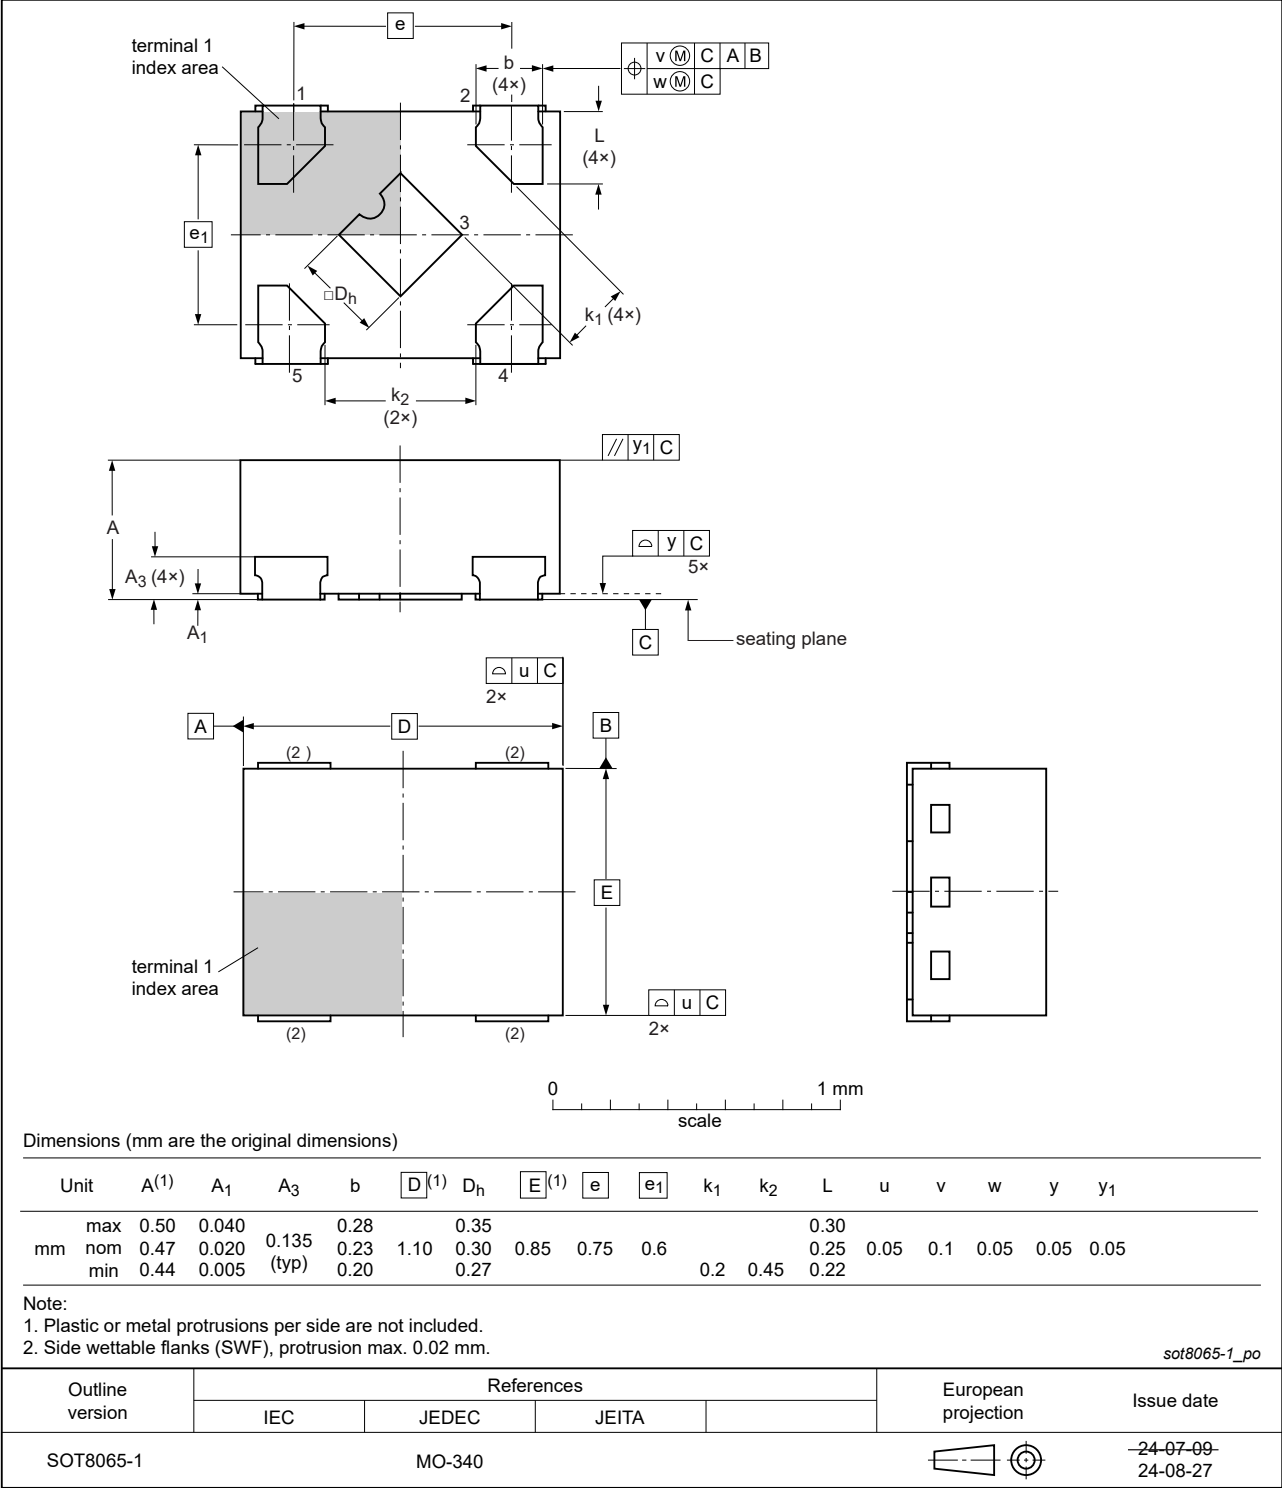 e
terminal 1
index area
v Ⓜ C A B
w Ⓜ C
b
(4×)
1
2
L
(4×)
3
e1
□Dh
k1 (4×)
5
4
k2
(2×)
// y1 C
A
⌓ y C
5×
A3 (4×)
A1
C
seating plane
⌓ u C
2×
A
D
B
(2 )
(2)
E
terminal 1
index area
⌓ u C
2×
(2)
(2)
0 1 mm
scale
Dimensions (mm are the original dimensions)
Unit A(1) A1 A3 b D(1) Dh E(1) e e1 k1 k2 L u v w y y1
max 0.50 0.040 0.28 0.35 0.30
mm nom 0.47 0.020 0.135 0.23 1.10 0.30 0.85 0.75 0.6 0.25 0.05 0.1 0.05 0.05 0.05
min 0.44 0.005 (typ) 0.20 0.27 0.2 0.45 0.22
Note:
1. Plastic or metal protrusions per side are not included.
2. Side wettable flanks (SWF), protrusion max. 0.02 mm.
sot8065-1_po
Outline
version
References
European
projection
Issue date
IEC JEDEC JEITA
SOT8065-1
MO-340
24-07-09
24-08-27